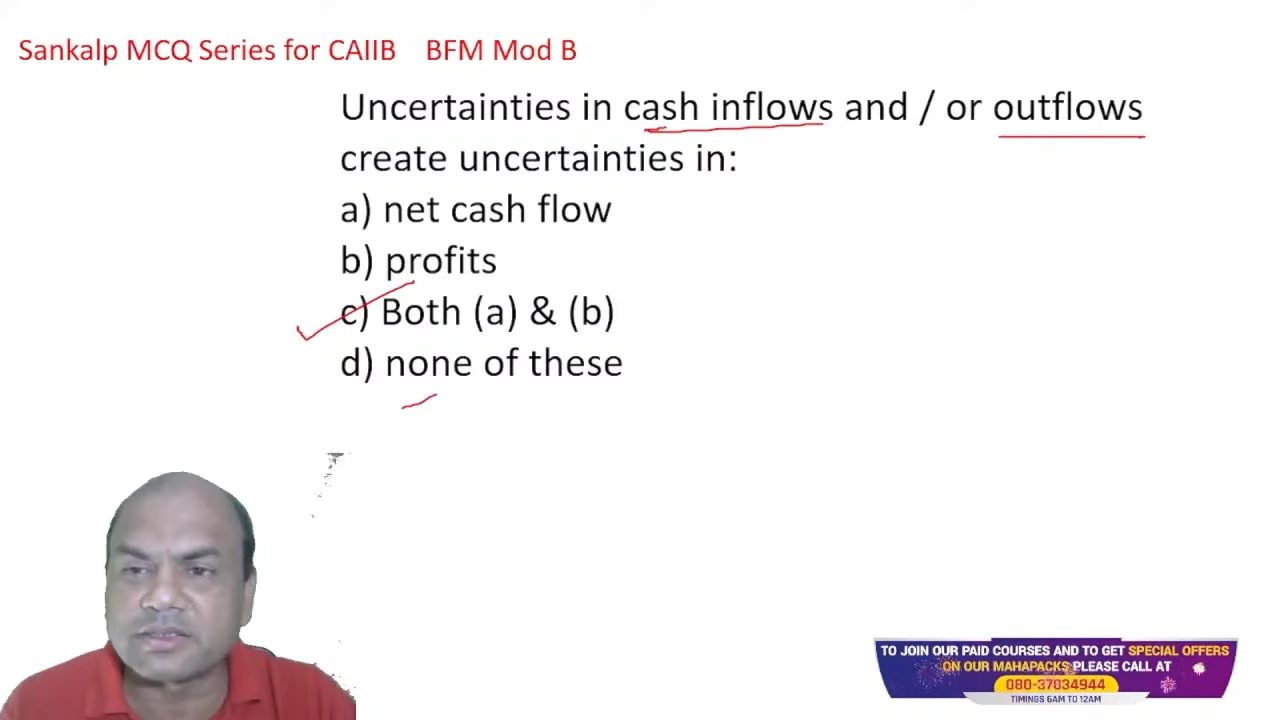 Sankalp MCQ Series for CAIIB BFM Mod B
Uncertainties in cash inflows and / or outflows
create uncertainties in:
a) net cash flow
b) profits
c) Both (a) & (b)
d) none of these
TO JOIN OUR PAID COURSES AND TO GET SPECIAL OFFERS
ON OUR MAHAPACKS PLEASE CALL AT
080-37034944
TIMINGS 6AM TO 12AM